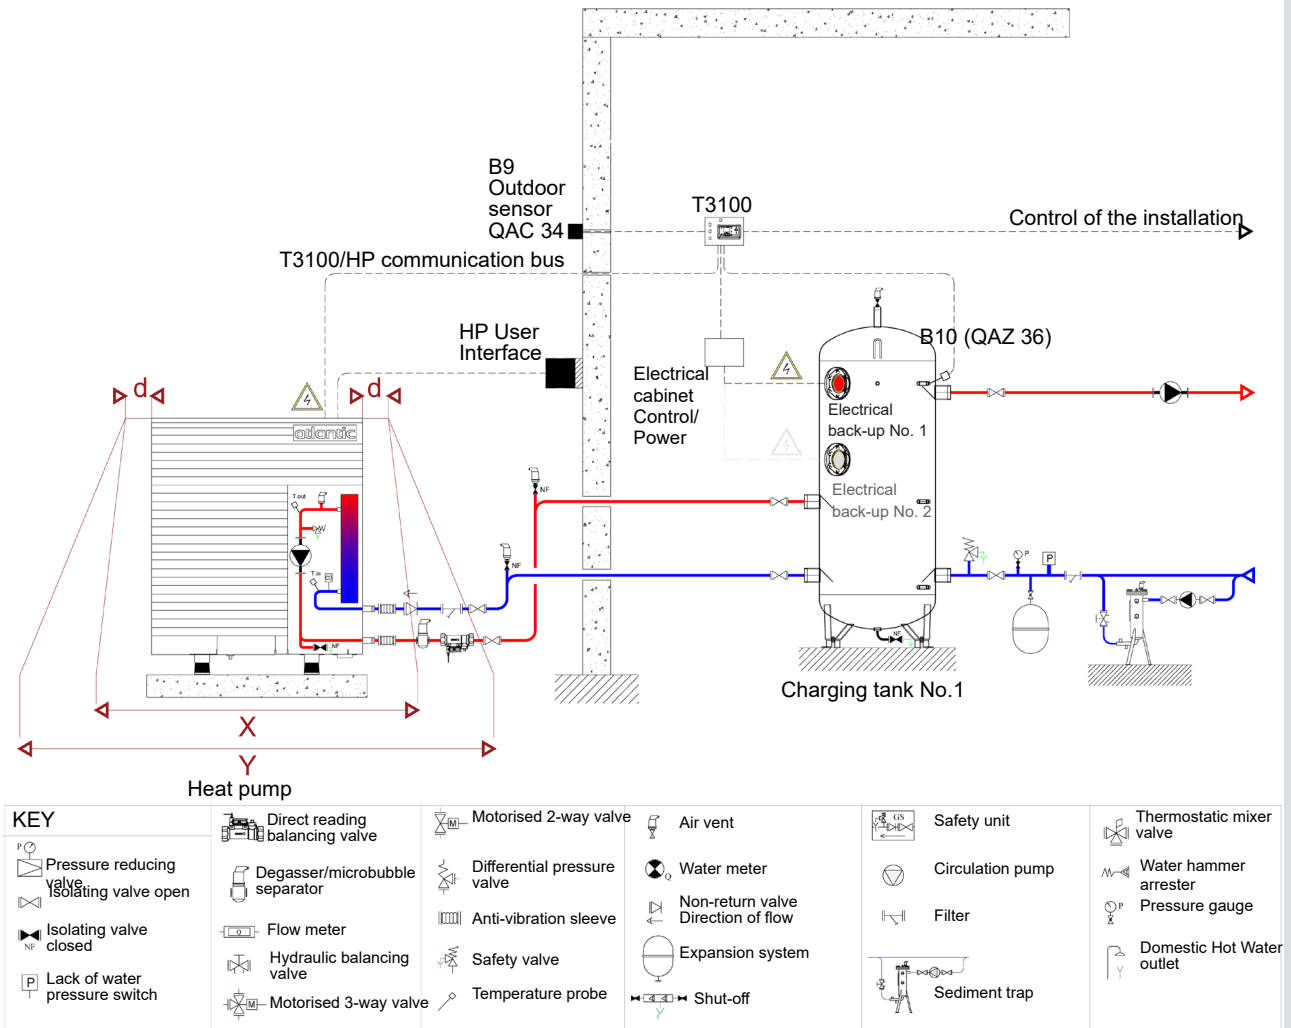 B9
Outdoor
sensor
QAC 34
T3100
Control of the installation
T3100/HP communication bus
HP User
Interface
B10 (QAZ 36)
Electrical
cabinet
Control/
Power
d
d
atlantic
Electrical
back-up No. 1
Electrical
back-up No. 2
T.out
T.in
NF
NF
NF
NF
P
P
Charging tank No.1
X
Y
Heat pump
KEY
P
Pressure reducing
valve
Isolating valve open
Isolating valve
closed
NF
P
Lack of water
pressure switch
Direct reading
balancing valve
Degasser/microbubble
separator
Flow meter
Hydraulic balancing
valve
M
Motorised 3-way valve
M
Motorised 2-way valve
Differential pressure
valve
Anti-vibration sleeve
Safety valve
Temperature probe
Air vent
Water meter
Q
Non-return valve
Direction of flow
Expansion system
Shut-off
GS
Safety unit
Circulation pump
Filter
Sediment trap
Thermostatic mixer
valve
Water hammer
arrester
P
Pressure gauge
Domestic Hot Water
outlet